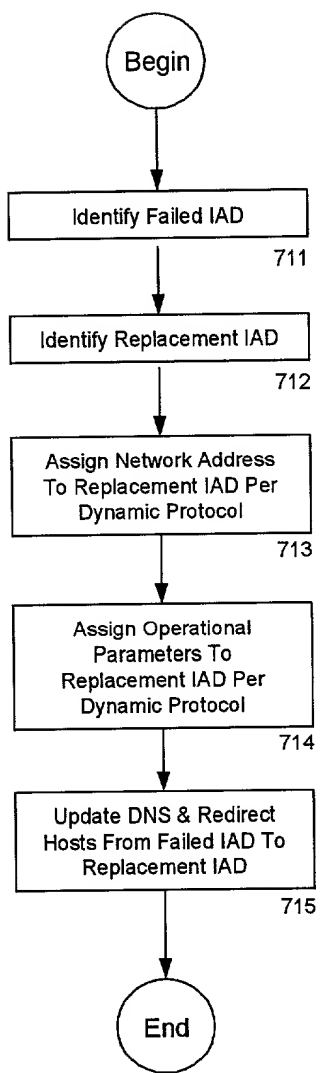 Begin
Identify Failed IAD
711
Identify Replacement IAD
712
Assign Network Address
To Replacement IAD Per
Dynamic Protocol
713
Assign Operational
Parameters To
Replacement IAD Per
Dynamic Protocol
714
Update DNS & Redirect
Hosts From Failed IAD To
Replacement IAD
715
End